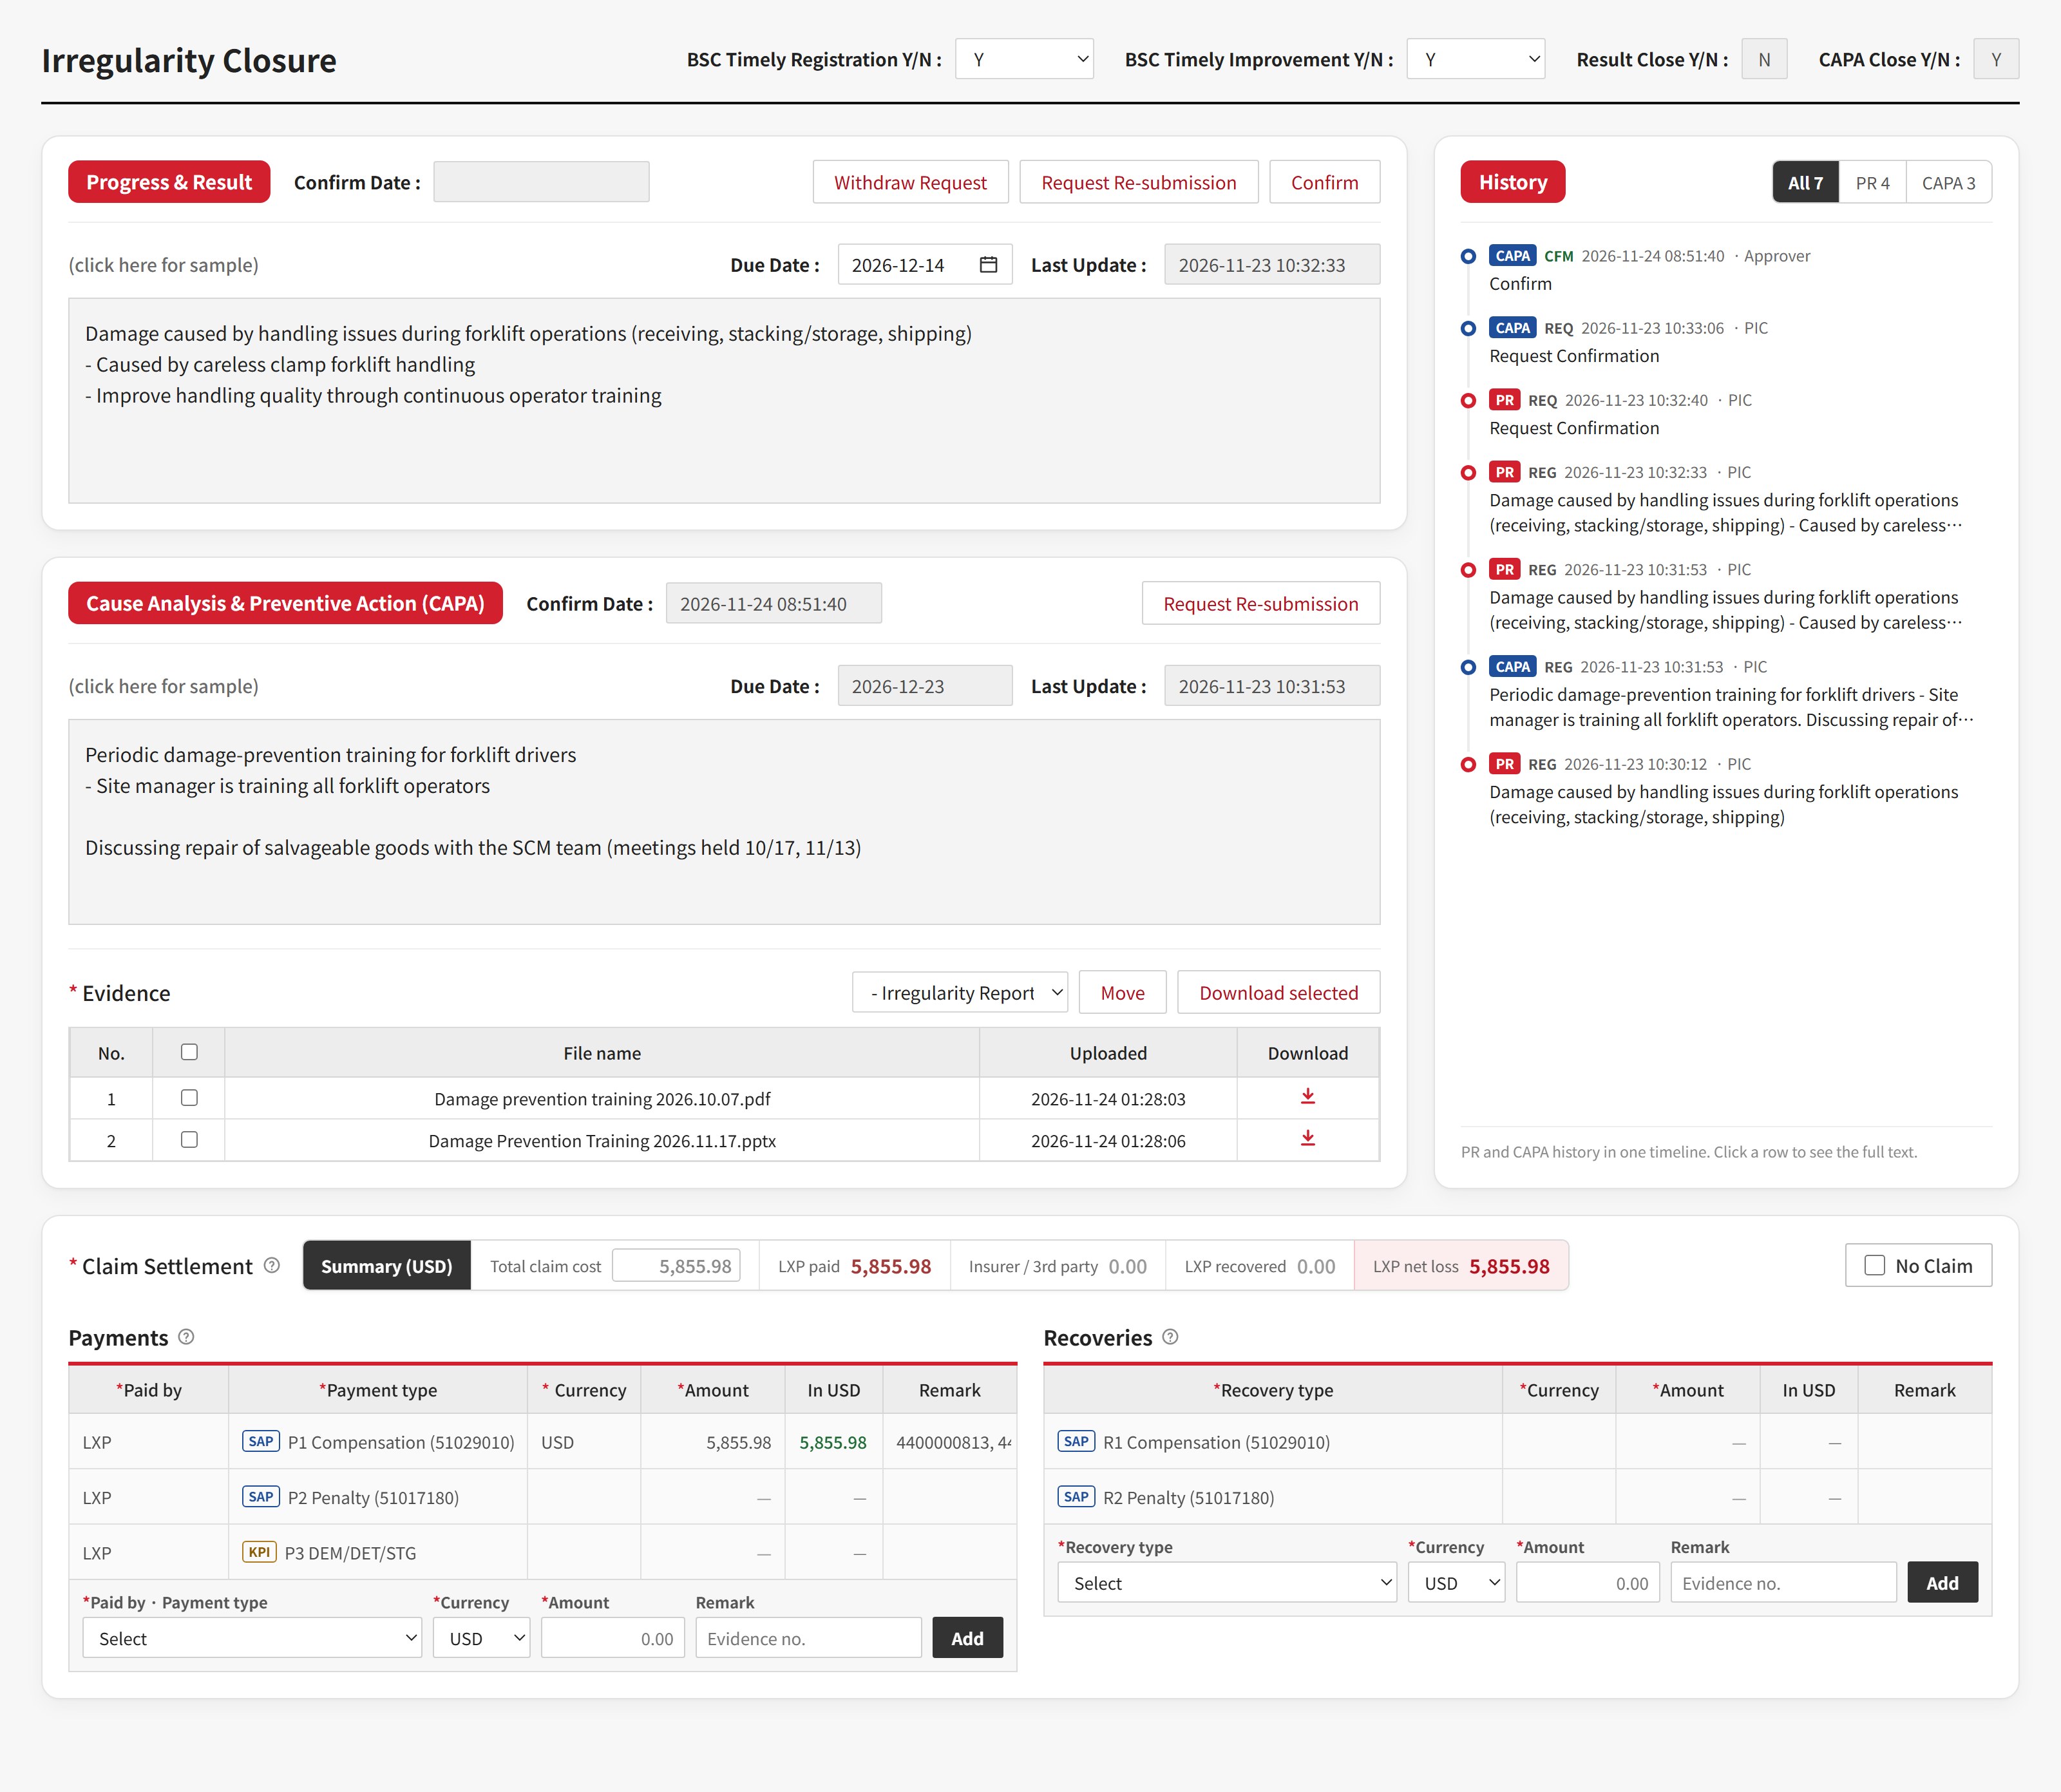 Irregularity Closure
BSC Timely Registration Y/N : Y
BSC Timely Improvement Y/N : Y
Result Close Y/N : N
CAPA Close Y/N : Y
Progress & Result
Confirm Date :
Withdraw Request
Request Re-submission
Confirm
(click here for sample)
Due Date : 2026-12-14
Last Update : 2026-11-23 10:32:33
Damage caused by handling issues during forklift operations (receiving, stacking/storage, shipping)
- Caused by careless clamp forklift handling
- Improve handling quality through continuous operator training
Cause Analysis & Preventive Action (CAPA)
Confirm Date : 2026-11-24 08:51:40
Request Re-submission
(click here for sample)
Due Date : 2026-12-23
Last Update : 2026-11-23 10:31:53
Periodic damage-prevention training for forklift drivers
- Site manager is training all forklift operators
Discussing repair of salvageable goods with the SCM team (meetings held 10/17, 11/13)
* Evidence
- Irregularity Report
Move
Download selected
No. File name Uploaded Download
1 Damage prevention training 2026.10.07.pdf 2026-11-24 01:28:03
2 Damage Prevention Training 2026.11.17.pptx 2026-11-24 01:28:06
History
All 7 PR 4 CAPA 3
CAPA CFM 2026-11-24 08:51:40 · Approver
Confirm
CAPA REQ 2026-11-23 10:33:06 · PIC
Request Confirmation
PR REQ 2026-11-23 10:32:40 · PIC
Request Confirmation
PR REG 2026-11-23 10:32:33 · PIC
Damage caused by handling issues during forklift operations
(receiving, stacking/storage, shipping) - Caused by careless…
PR REG 2026-11-23 10:31:53 · PIC
Damage caused by handling issues during forklift operations
(receiving, stacking/storage, shipping) - Caused by careless…
CAPA REG 2026-11-23 10:31:53 · PIC
Periodic damage-prevention training for forklift drivers - Site
manager is training all forklift operators. Discussing repair of…
PR REG 2026-11-23 10:30:12 · PIC
Damage caused by handling issues during forklift operations
(receiving, stacking/storage, shipping)
PR and CAPA history in one timeline. Click a row to see the full text.
* Claim Settlement ?
Summary (USD) Total claim cost 5,855.98 LXP paid 5,855.98 Insurer / 3rd party 0.00 LXP recovered 0.00 LXP net loss 5,855.98
No Claim
Payments ?
*Paid by *Payment type * Currency *Amount In USD Remark
LXP SAP P1 Compensation (51029010) USD 5,855.98 5,855.98 4400000813, 44
LXP SAP P2 Penalty (51017180) — —
LXP KPI P3 DEM/DET/STG — —
*Paid by · Payment type *Currency *Amount Remark
Select USD 0.00 Evidence no. Add
Recoveries ?
*Recovery type *Currency *Amount In USD Remark
SAP R1 Compensation (51029010) — —
SAP R2 Penalty (51017180) — —
*Recovery type *Currency *Amount Remark
Select USD 0.00 Evidence no. Add